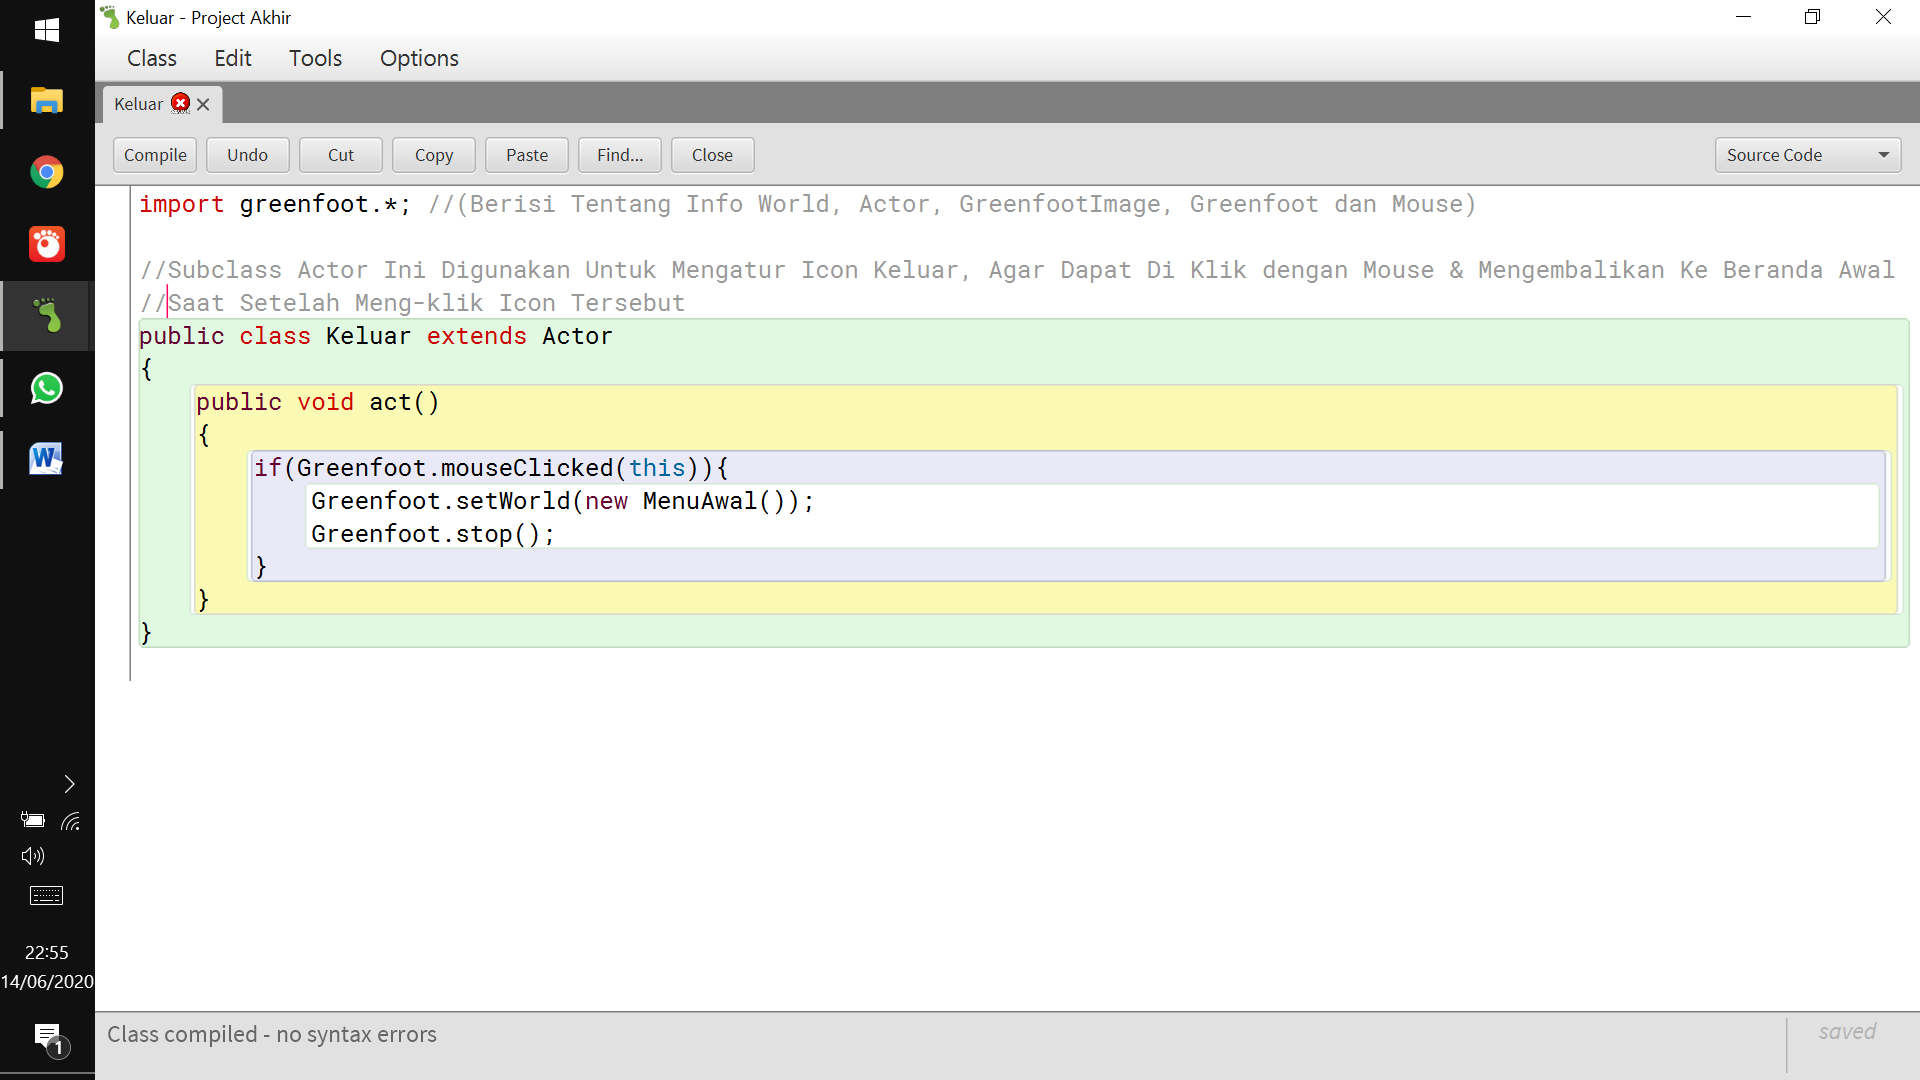 Keluar - Project Akhir
Class Edit Tools Options
Keluar
Compile Undo Cut Copy Paste Find... Close Source Code
import greenfoot.*; //(Berisi Tentang Info World, Actor, GreenfootImage, Greenfoot dan Mouse)
//Subclass Actor Ini Digunakan Untuk Mengatur Icon Keluar, Agar Dapat Di Klik dengan Mouse & Mengembalikan Ke Beranda Awal
//Saat Setelah Meng-klik Icon Tersebut
public class Keluar extends Actor
{
public void act()
{
if(Greenfoot.mouseClicked(this)){
Greenfoot.setWorld(new MenuAwal());
Greenfoot.stop();
}
}
}
22:55
14/06/2020
1
Class compiled - no syntax errors
saved